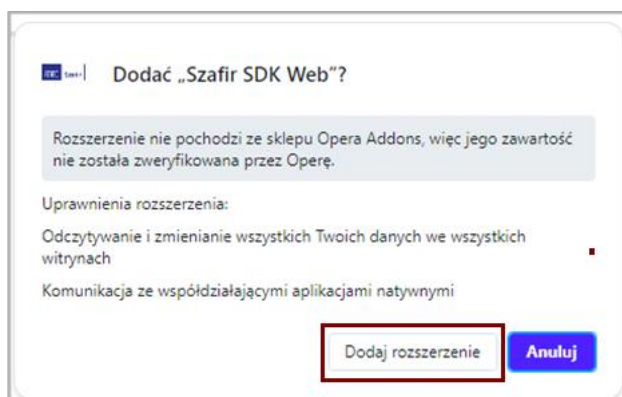 Dodać „Szafir SDK Web”?
Rozszerzenie nie pochodzi ze sklepu Opera Addons, więc jego zawartość
nie została zweryfikowana przez Operę.
Uprawnienia rozszerzenia:
Odczytywanie i zmienianie wszystkich Twoich danych we wszystkich
witrynach
Komunikacja ze współdziałającymi aplikacjami natywnymi
Dodaj rozszerzenie
Anuluj